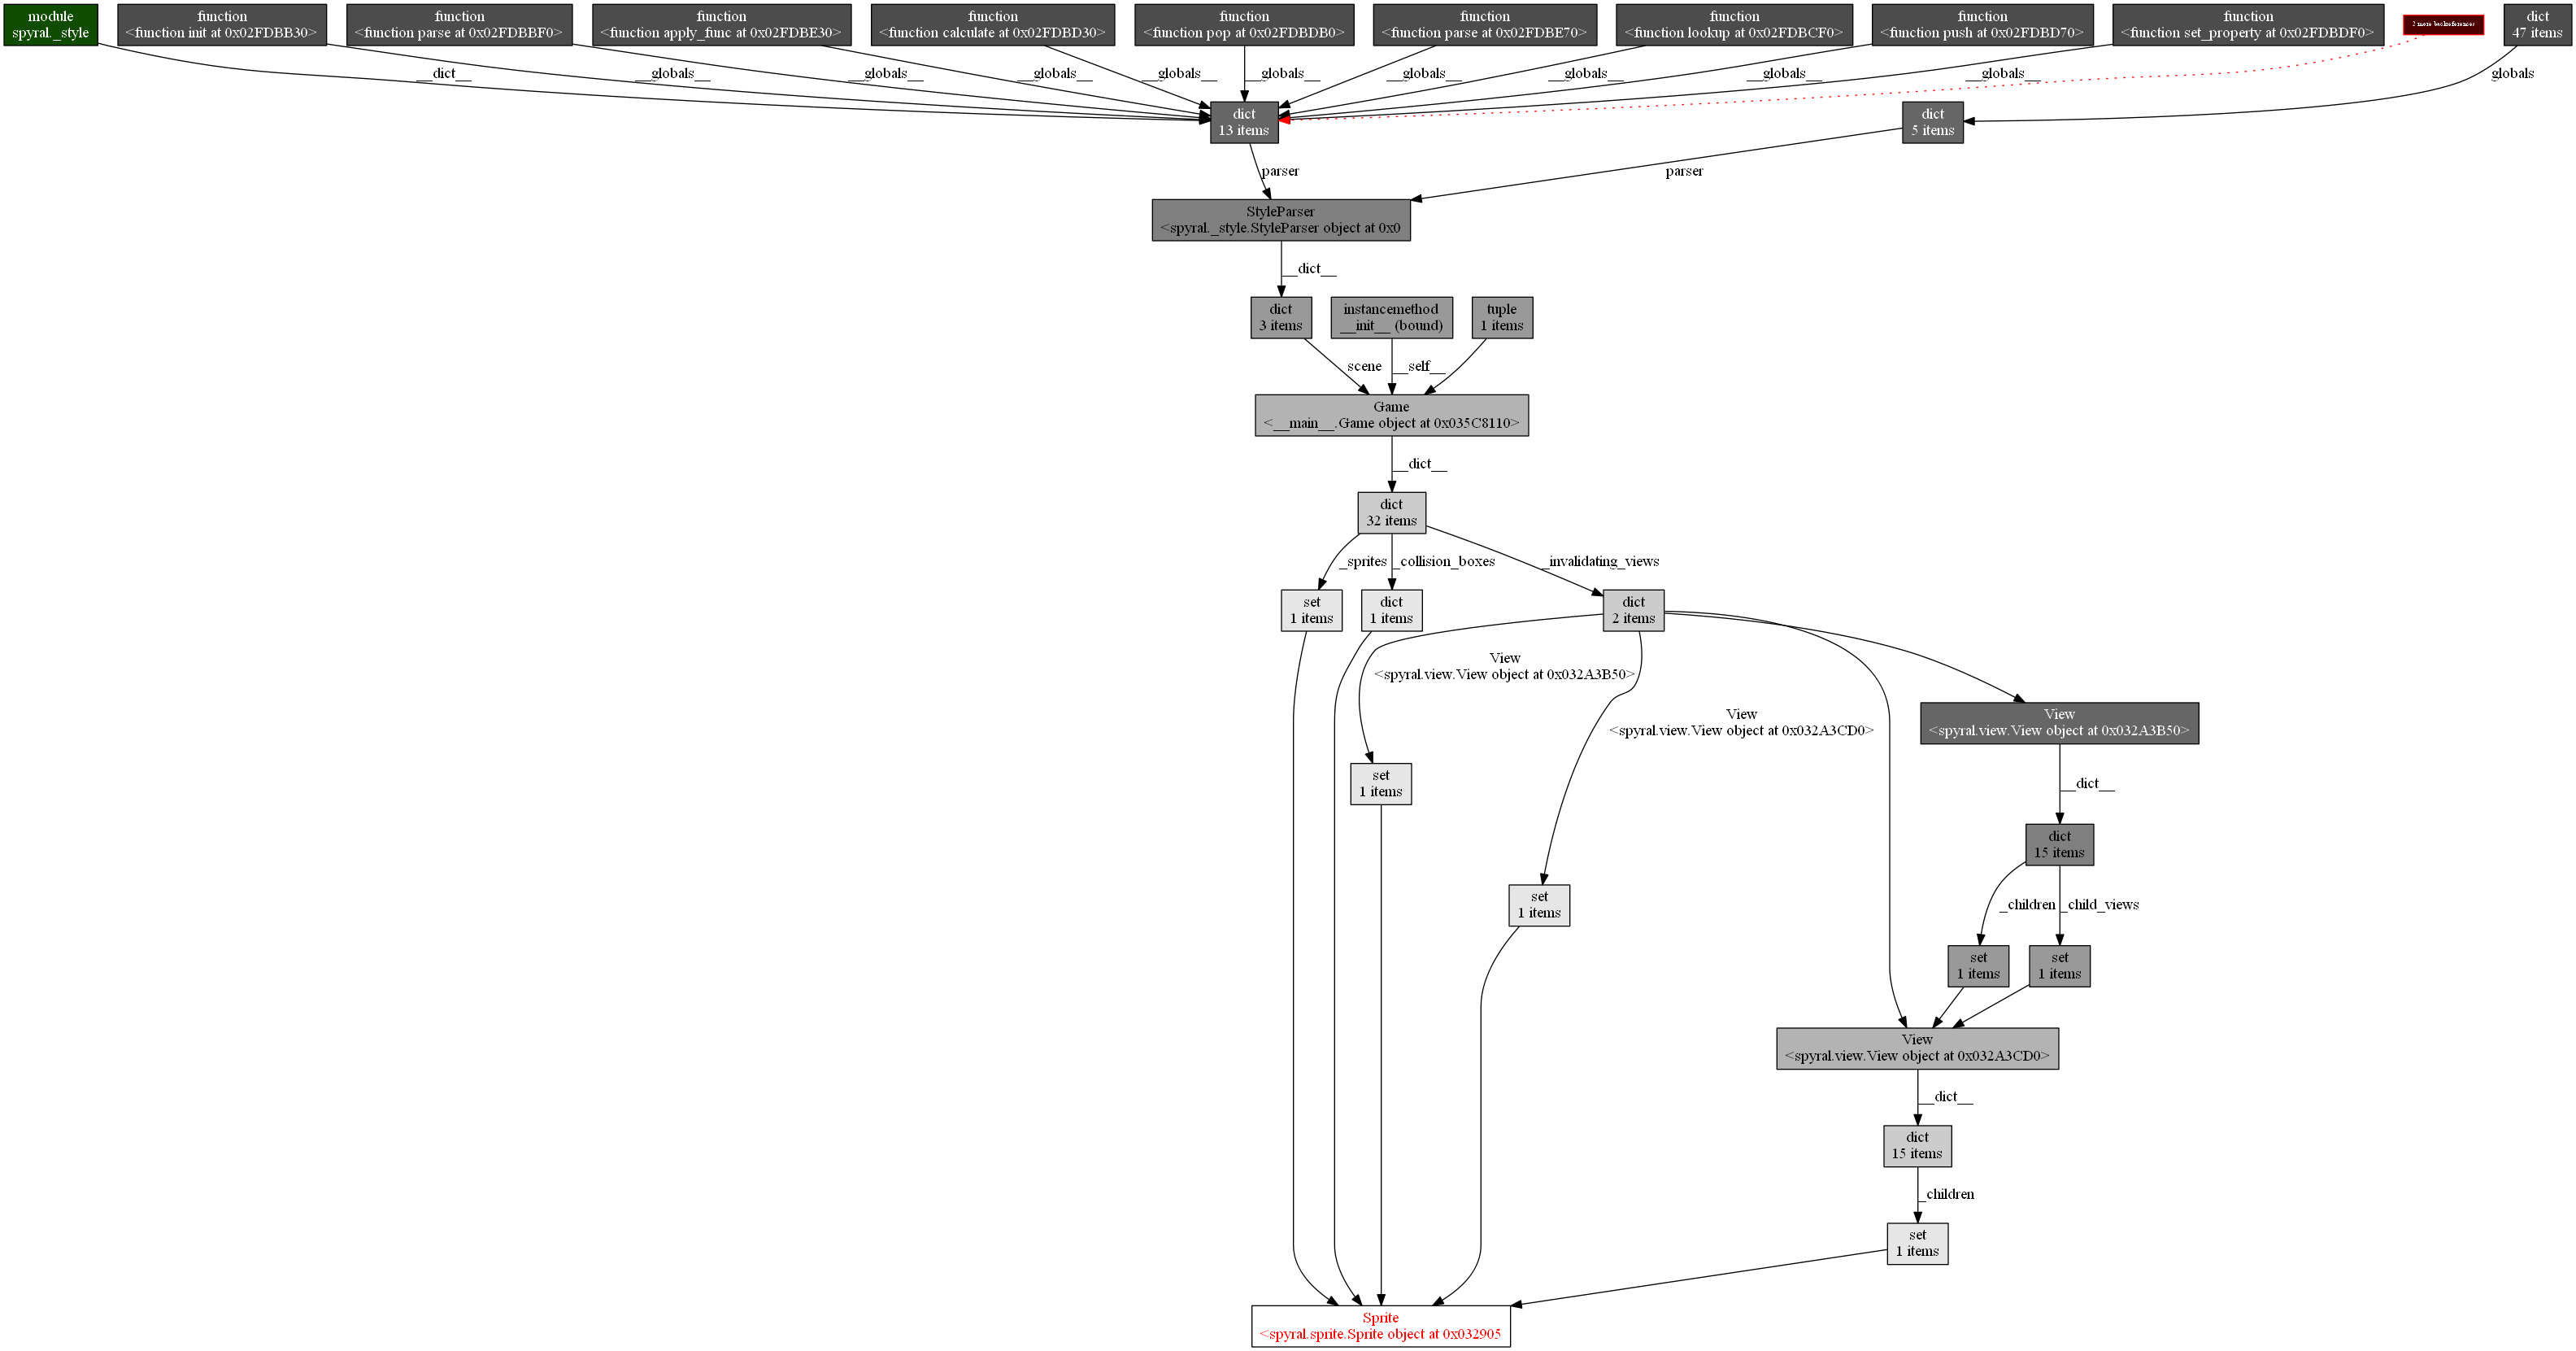 module
spyral._style
function
<function init at 0x02FDBB30>
function
<function parse at 0x02FDBBF0>
function
<function apply_func at 0x02FDBE30>
function
<function calculate at 0x02FDBD30>
function
<function pop at 0x02FDBDB0>
function
<function parse at 0x02FDBE70>
function
<function lookup at 0x02FDBCF0>
function
<function push at 0x02FDBD70>
function
<function set_property at 0x02FDBDF0>
2 more backreferences
dict
47 items
__dict__
__globals__
__globals__
__globals__
__globals__
__globals__
__globals__
__globals__
__globals__
__globals__
globals
dict
13 items
dict
5 items
parser
parser
StyleParser
<spyral._style.StyleParser object at 0x0
__dict__
dict
3 items
instancemethod
__init__ (bound)
tuple
1 items
scene
__self__
Game
<__main__.Game object at 0x035C8110>
__dict__
dict
32 items
_sprites
_collision_boxes
_invalidating_views
set
1 items
dict
1 items
dict
2 items
View
<spyral.view.View object at 0x032A3B50>
View
<spyral.view.View object at 0x032A3CD0>
View
<spyral.view.View object at 0x032A3B50>
set
1 items
__dict__
dict
15 items
set
1 items
_children
_child_views
set
1 items
set
1 items
View
<spyral.view.View object at 0x032A3CD0>
__dict__
dict
15 items
_children
set
1 items
Sprite
<spyral.sprite.Sprite object at 0x032905